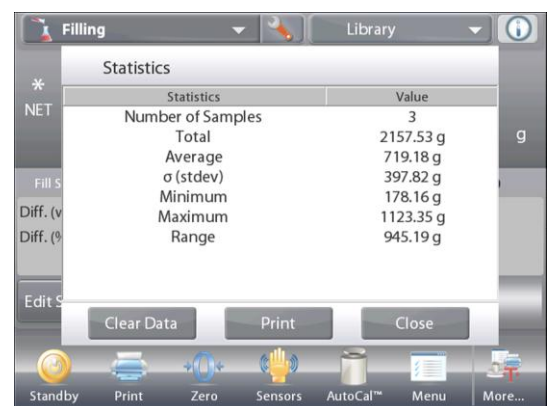 Filling
Library
*
NET
g
Fill S
Diff. (v
Diff. (%
Edit S
Statistics
Statistics Value
Number of Samples 3
Total 2157.53 g
Average 719.18 g
σ (stdev) 397.82 g
Minimum 178.16 g
Maximum 1123.35 g
Range 945.19 g
Clear Data Print Close
Standby Print Zero Sensors AutoCal™ Menu More...